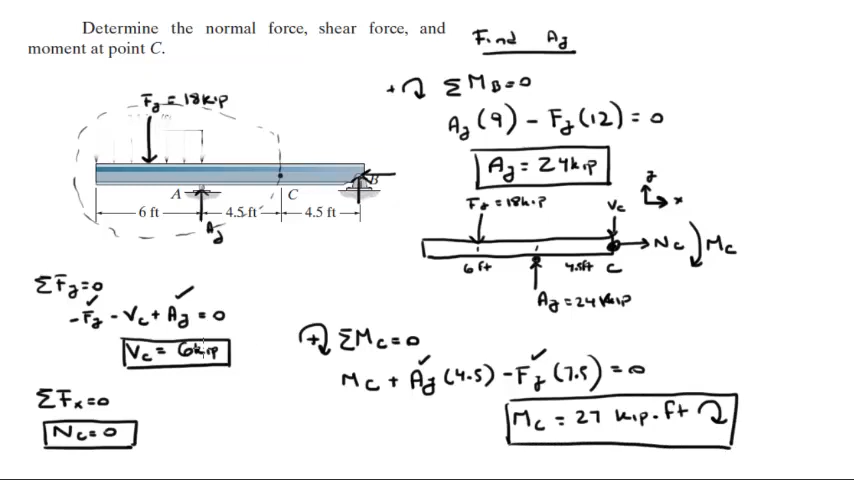 Determine the normal force, shear force, and
moment at point C.
Find Ay
+ ΣMB=0
Ay(9) - Fy(12) = 0
Ay = 24kip
Fy = 18kip
A
C
B
6 ft
4.5 ft
4.5 ft
Ay
Fy = 18kip
Vc
y
x
Nc
Mc
6 ft
4.5ft
C
Ay = 24 kip
ΣFy=0
-Fy - Vc + Ay = 0
Vc = 6kip
ΣFx=0
Nc = 0
+ ΣMc=0
Mc + Ay(4.5) - Fy(7.5) = 0
Mc = 27 kip.ft